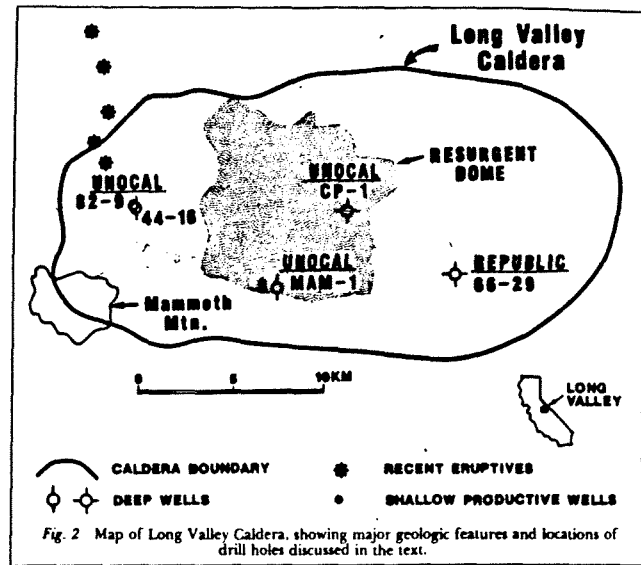 Long Valley
Caldera
RESURGENT
DOME
UNOCAL
CP-1
UNOCAL
82-9
44-16
UNOCAL
MAM-1
REPUBLIC
66-29
Mammoth
Mtn.
0 5 10KM
LONG
VALLEY
CALDERA BOUNDARY
RECENT ERUPTIVES
DEEP WELLS
SHALLOW PRODUCTIVE WELLS
Fig. 2 Map of Long Valley Caldera, showing major geologic features and locations of
drill holes discussed in the text.